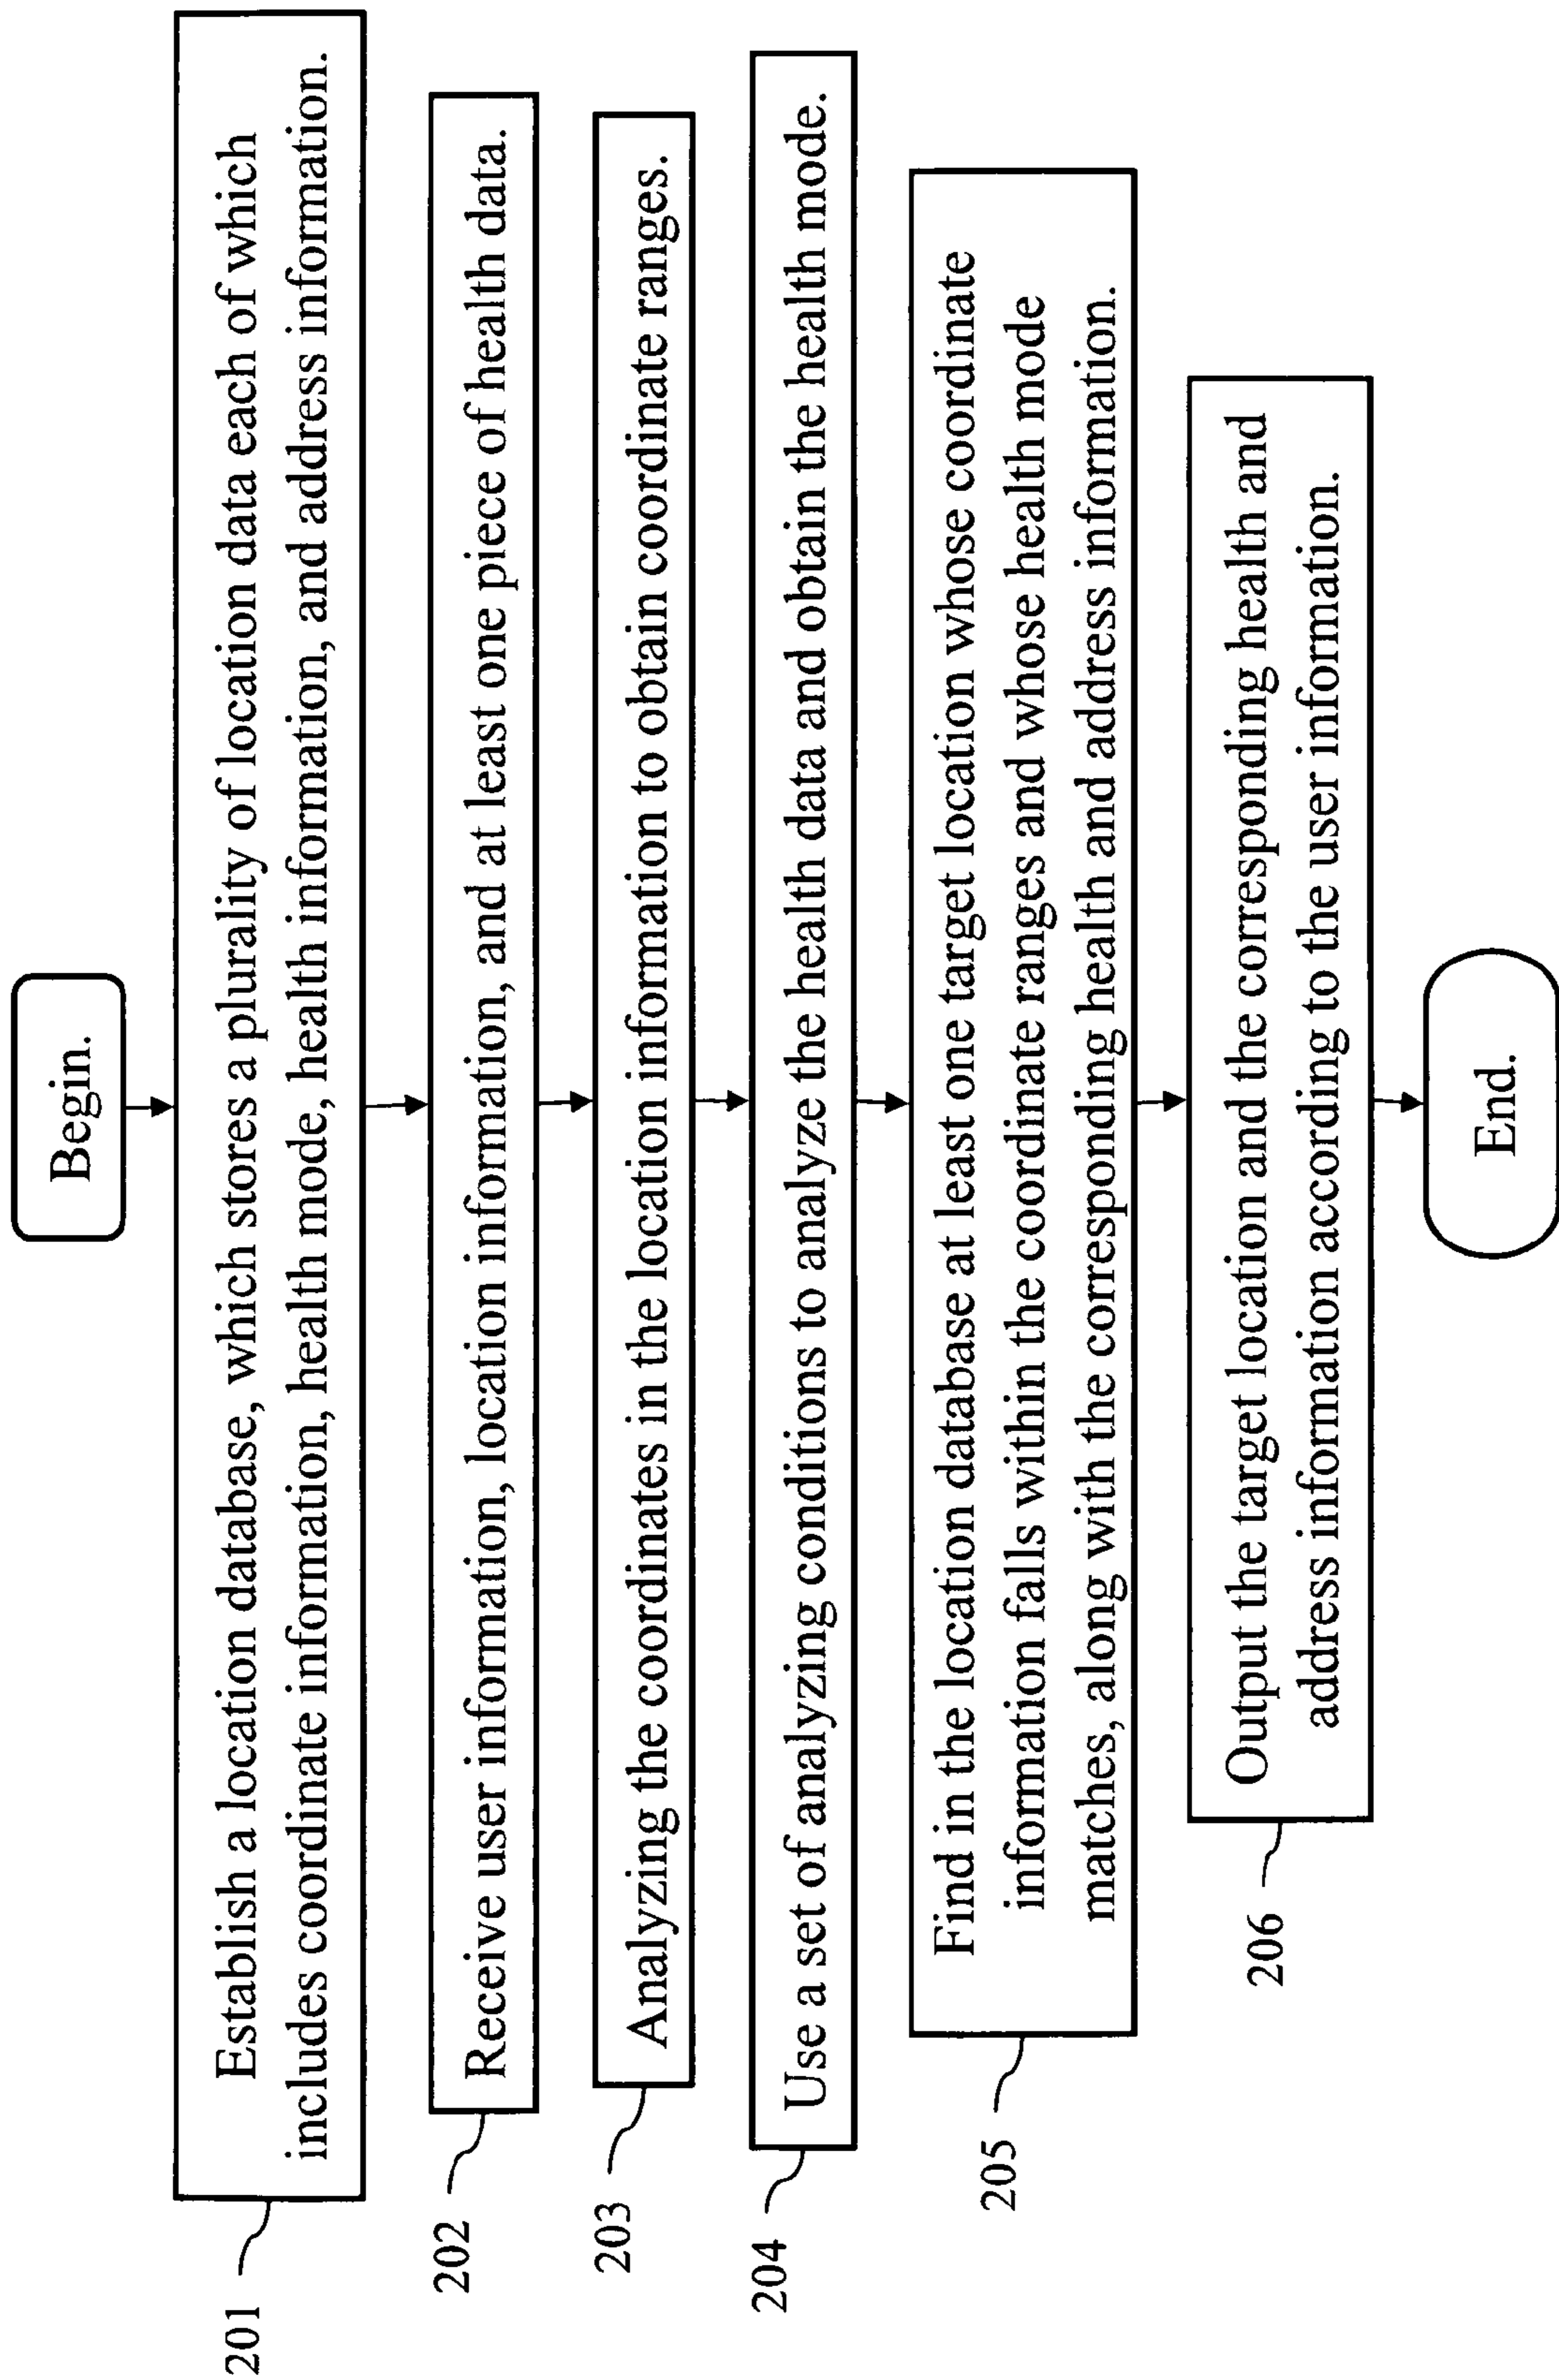 Begin.
201
Establish a location database, which stores a plurality of location data each of which
includes coordinate information, health mode, health information, and address information.
202
Receive user information, location information, and at least one piece of health data.
203
Analyzing the coordinates in the location information to obtain coordinate ranges.
204
Use a set of analyzing conditions to analyze the health data and obtain the health mode.
205
Find in the location database at least one target location whose coordinate
information falls within the coordinate ranges and whose health mode
matches, along with the corresponding health and address information.
206
Output the target location and the corresponding health and
address information according to the user information.
End.